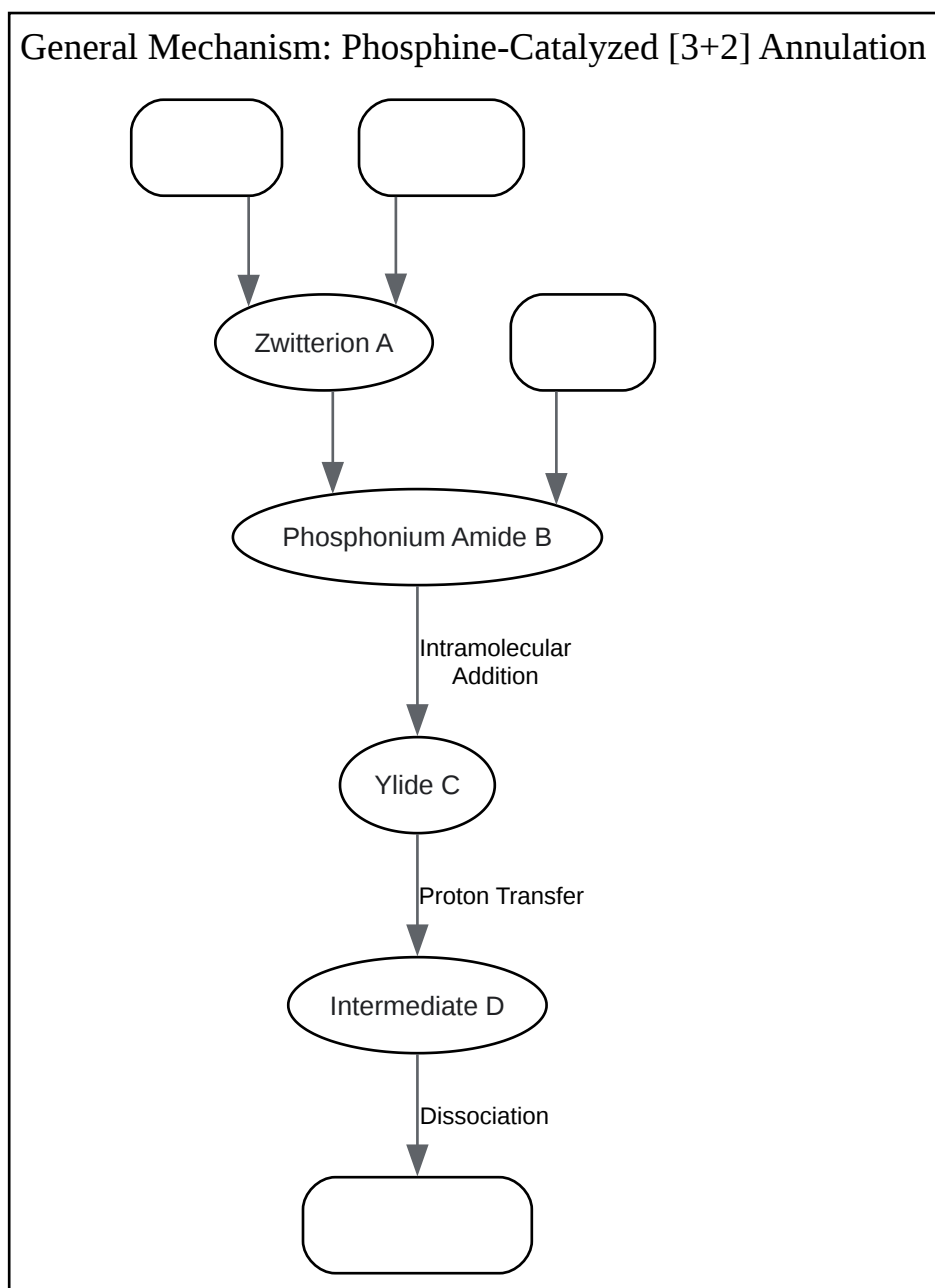 General Mechanism: Phosphine-Catalyzed [3+2] Annulation
Zwitterion A
Phosphonium Amide B
Intramolecular
Addition
Ylide C
Proton Transfer
Intermediate D
Dissociation